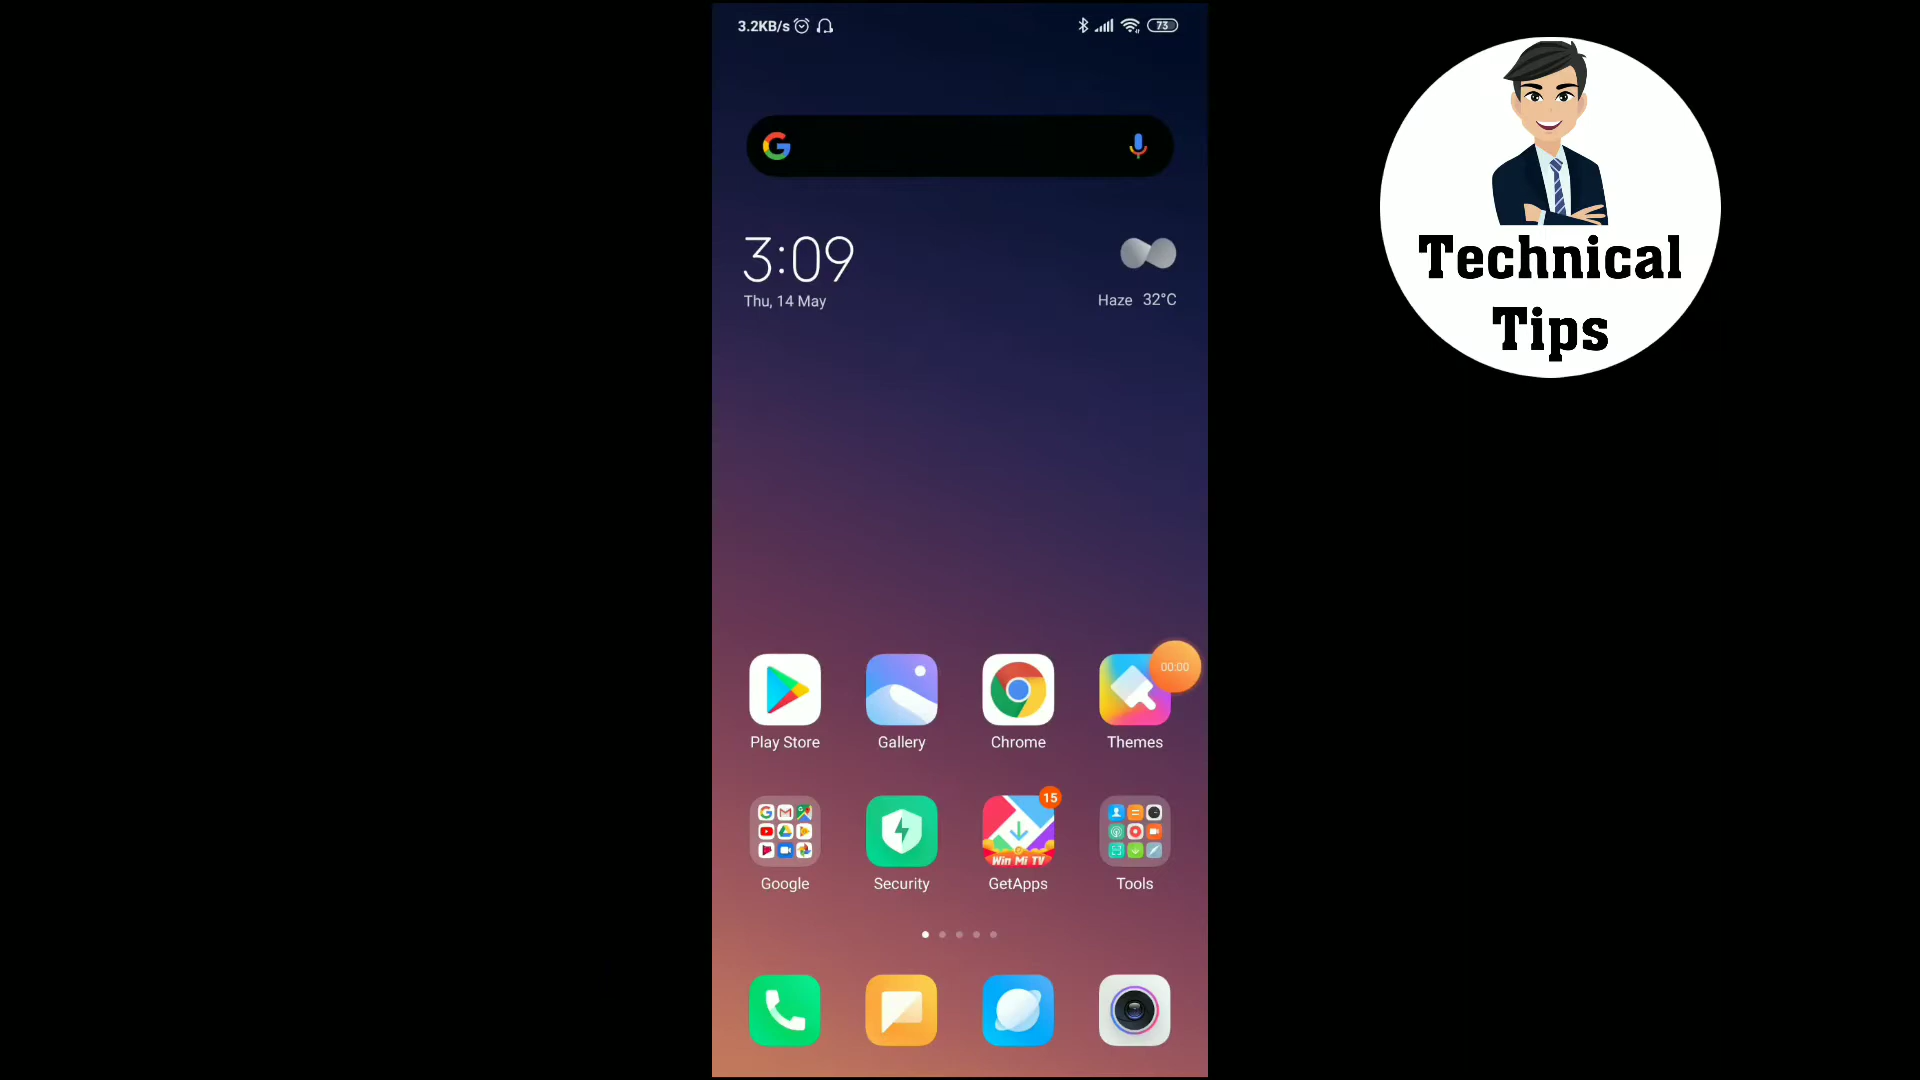 3.2KB/s
73
3:09
Thu, 14 May
Haze 32°C
00:00
Play Store
Gallery
Chrome
Themes
15
Win Mi TV
Google
Security
GetApps
Tools
Technical
Tips